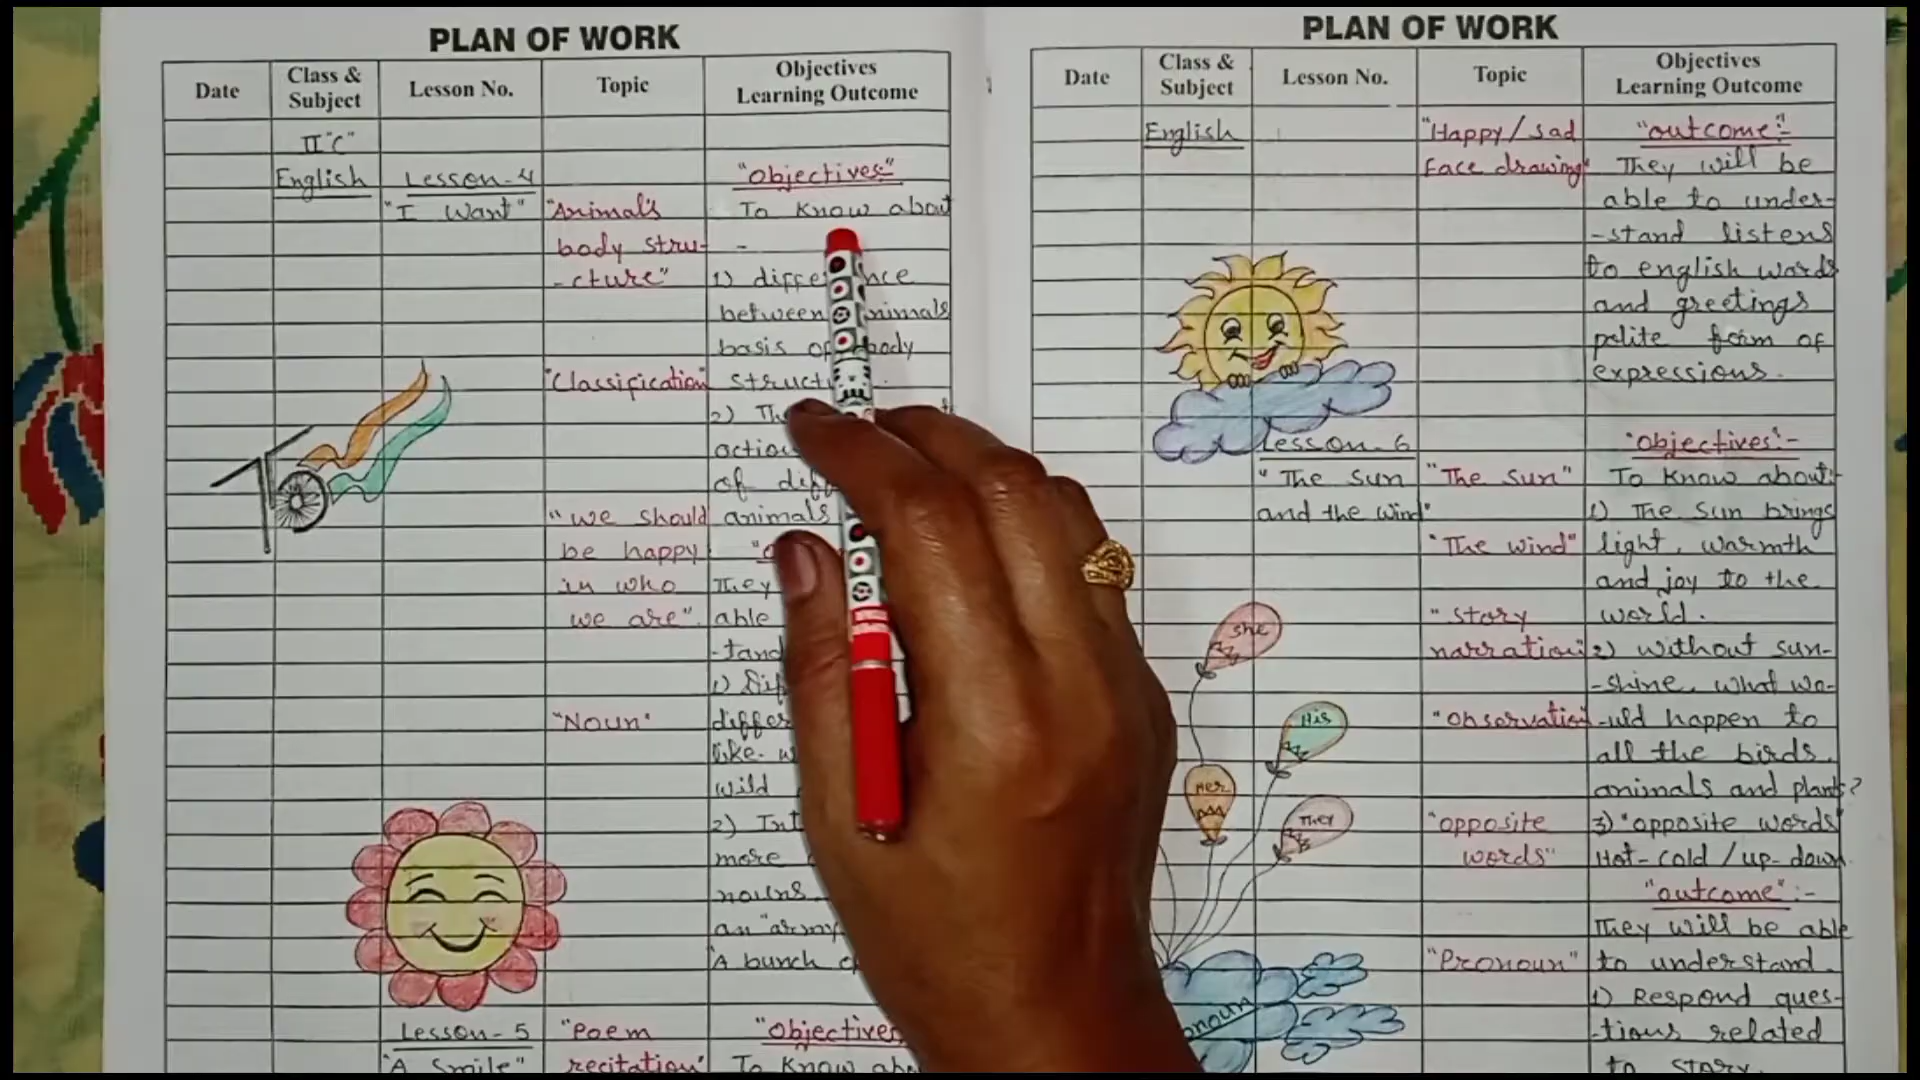 PLAN OF WORK
Date
Class &
Subject
Lesson No.
Topic
Objectives
Learning Outcome
II "C"
English
Lesson-4
"I Want"
"Animal's
body stru-
-cture"
"Classification"
"we should
be happy
in who
we are".
"Noun"
"Objectives:-"
To Know about
-
1) difference
between animals
basis of body
structure
2)
of
animals
They
able
-tand
1)
like
wild
2)
more
nouns.
an "army
"A bunch
Lesson-5
"A Smile"
"Poem
recitation"
"Objectives
To Know
PLAN OF WORK
Date
Class &
Subject
Lesson No.
Topic
Objectives
Learning Outcome
English
"Happy/sad
Face drawing"
"outcome":-
They will be
able to under-
-stand listens
to english words
and greetings
polite form of
expressions.
Lesson-6
"The Sun
and the wind"
"The Sun"
"The wind"
"Story
narration"
"Observation"
"opposite
words"
"Pronoun"
"Objectives":-
To Know about:-
1) The Sun brings
light, warmth
and joy to the
world.
2) without sun-
-shine, what wo-
-uld happen to
all the birds,
animals and plants?
3) "opposite words"
Hot-cold/up-down.
"outcome":-
They will be able
to understand.
1) Respond ques-
-tions related
to story.
She
His
Her
They